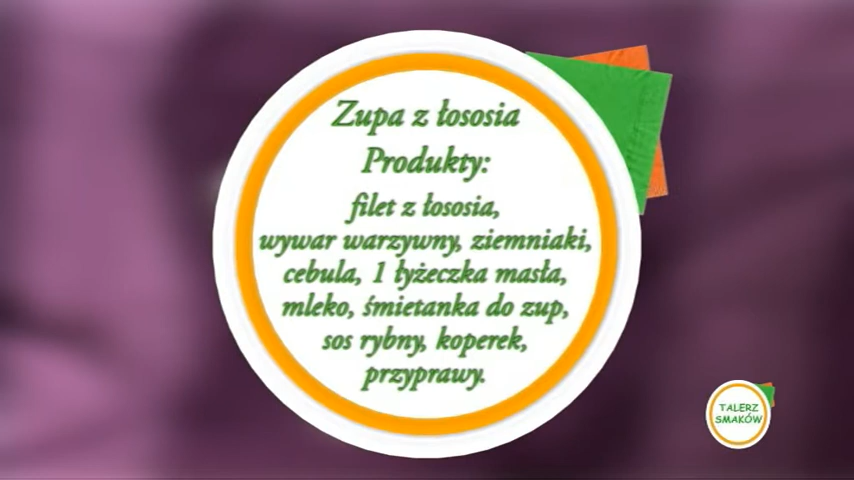 Zupa z łososia
Produkty:
filet z łososia,
wywar warzywny, ziemniaki,
cebula, 1 łyżeczka masła,
mleko, śmietanka do zup,
sos rybny, koperek,
przyprawy.
TALERZ
SMAKÓW